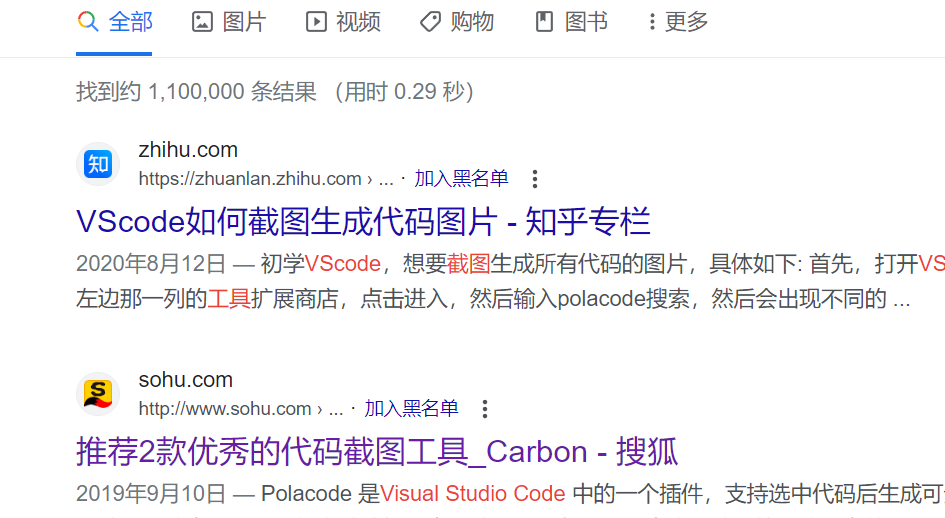 全部 图片 视频 购物 图书 更多
找到约 1,100,000 条结果 （用时 0.29 秒）
知 zhihu.com
https://zhuanlan.zhihu.com › ... · 加入黑名单
VScode如何截图生成代码图片 - 知乎专栏
2020年8月12日 — 初学VScode，想要截图生成所有代码的图片，具体如下: 首先，打开VS
左边那一列的工具扩展商店，点击进入，然后输入polacode搜索，然后会出现不同的 ...
S sohu.com
http://www.sohu.com › ... · 加入黑名单
推荐2款优秀的代码截图工具_Carbon - 搜狐
2019年9月10日 — Polacode 是Visual Studio Code 中的一个插件，支持选中代码后生成可